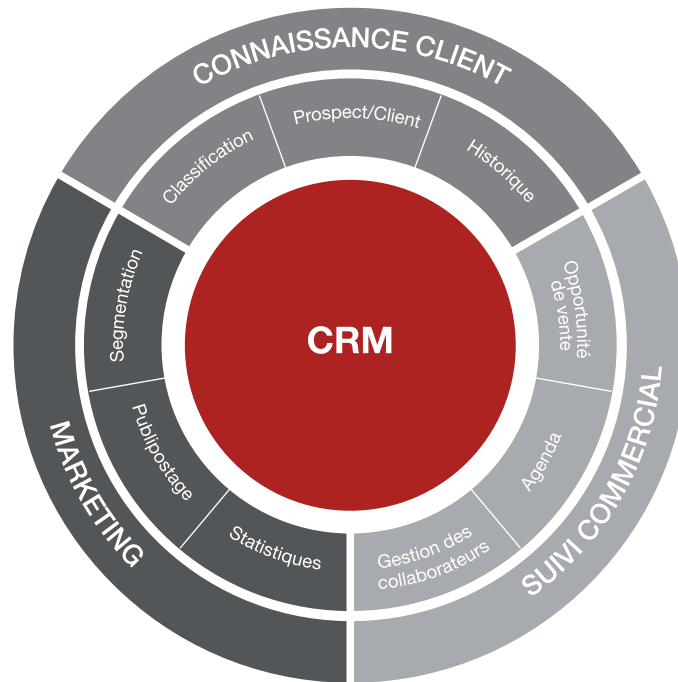 CONNAISSANCE CLIENT
Classification
Prospect/Client
Historique
CRM
Opportunité
de vente
Agenda
Gestion des
collaborateurs
SUIVI COMMERCIAL
Segmentation
Publipostage
Statistiques
MARKETING